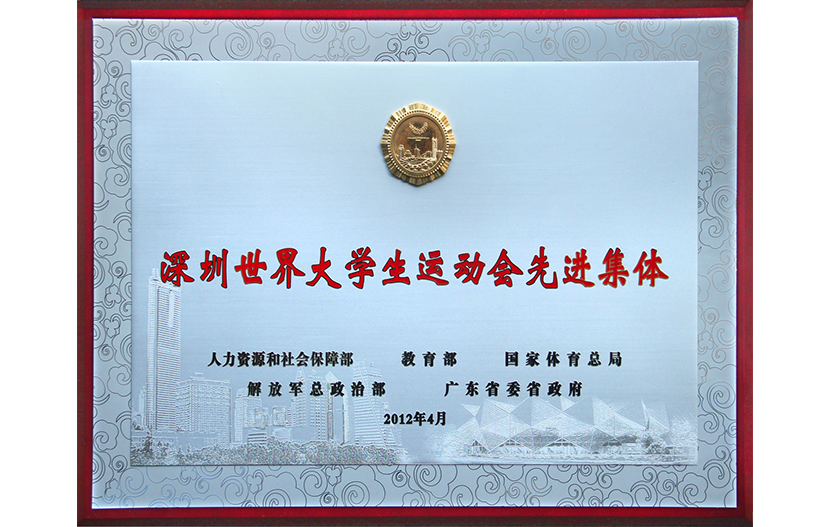 深圳世界大学生运动会先进集体
人力资源和社会保障部 教育部 国家体育总局
解放军总政治部 广东省委省政府
2012年4月